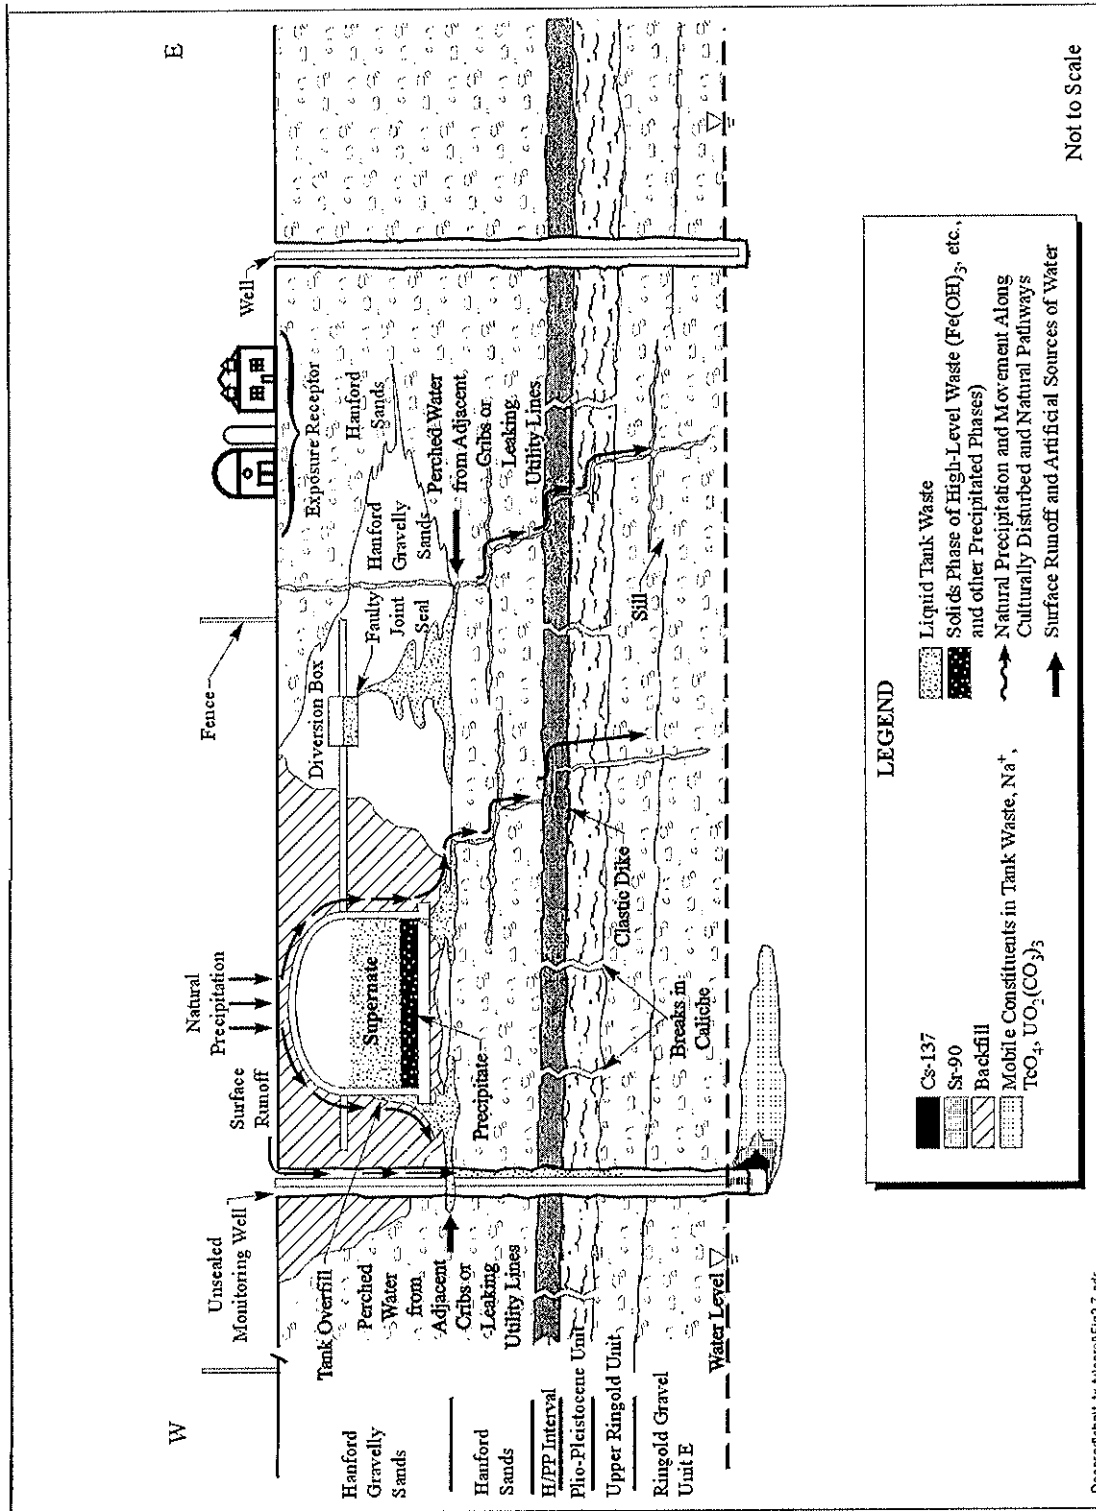 W
E
Unsealed
Monitoring Well
Surface
Runoff
Natural
Precipitation
Fence
Well
Tank Overfill
Supernate
Precipitate
Diversion Box
Faulty
Joint
Seal
Exposure Receptor
Hanford
Gravelly
Sands
Hanford
Sands
Perched Water
from Adjacent
Cribs or
Leaking
Utility Lines
Perched
Water
from
Adjacent
Cribs or
Leaking
Utility Lines
Hanford
Gravelly
Sands
Hanford
Sands
H/PP Interval
Plio-Pleistocene Unit
Upper Ringold Unit
Ringold Gravel
Unit E
Water Level
Breaks in
Caliche
Clastic Dike
Sill
LEGEND
Cs-137
Sr-90
Backfill
Mobile Constituents in Tank Waste, Na⁺,
TcO₄, UO₂(CO₃)₃
Liquid Tank Waste
Solids Phase of High-Level Waste (Fe(OH)₃, etc.,
and other Precipitated Phases)
Natural Precipitation and Movement Along
Culturally Disturbed and Natural Pathways
Surface Runoff and Artificial Sources of Water
Not to Scale